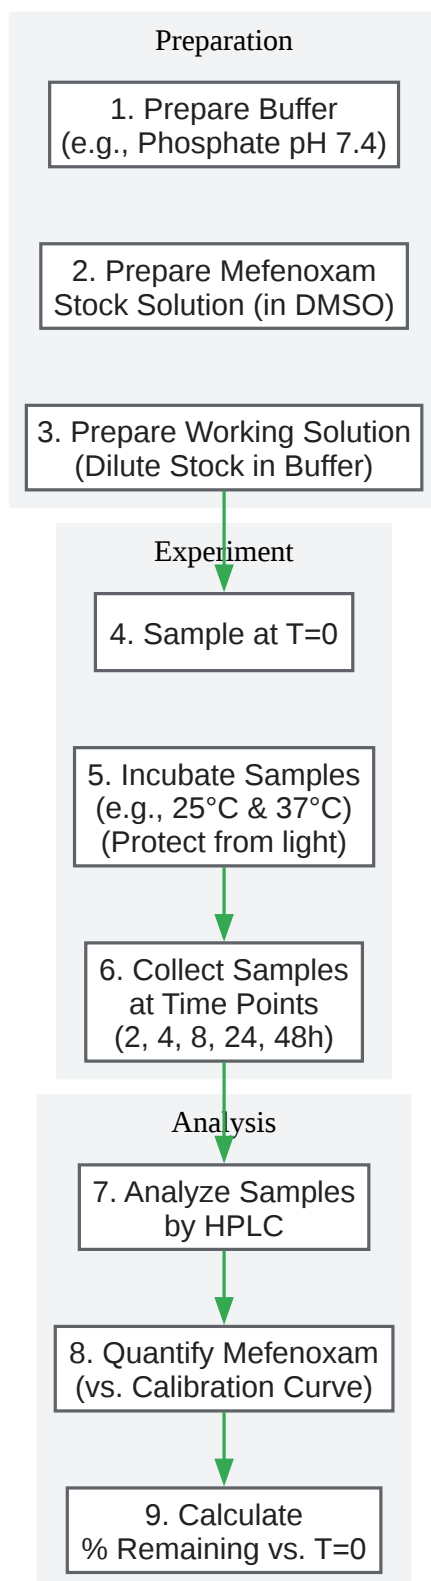 Preparation
1. Prepare Buffer
(e.g., Phosphate pH 7.4)
2. Prepare Mefenoxam
Stock Solution (in DMSO)
3. Prepare Working Solution
(Dilute Stock in Buffer)
Experiment
4. Sample at T=0
5. Incubate Samples
(e.g., 25°C & 37°C)
(Protect from light)
6. Collect Samples
at Time Points
(2, 4, 8, 24, 48h)
Analysis
7. Analyze Samples
by HPLC
8. Quantify Mefenoxam
(vs. Calibration Curve)
9. Calculate
% Remaining vs. T=0